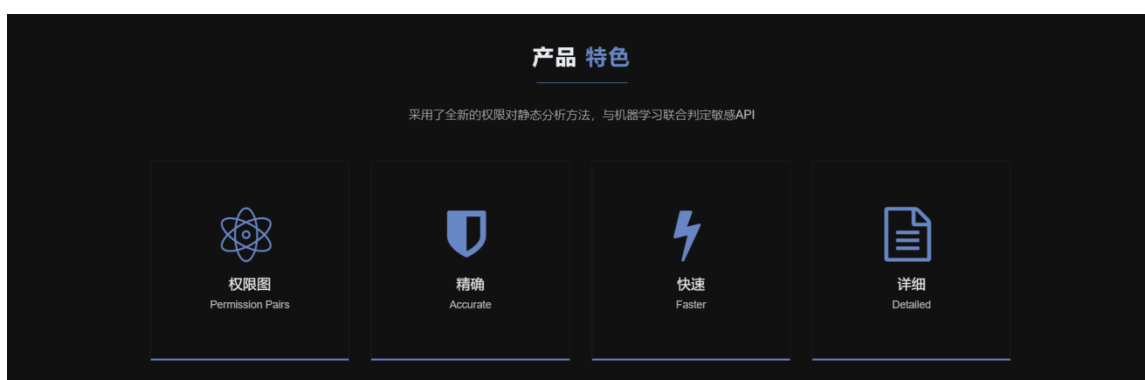 产品 特色
采用了全新的权限对静态分析方法，与机器学习联合判定敏感API
权限图
Permission Pairs
精确
Accurate
快速
Faster
详细
Detailed